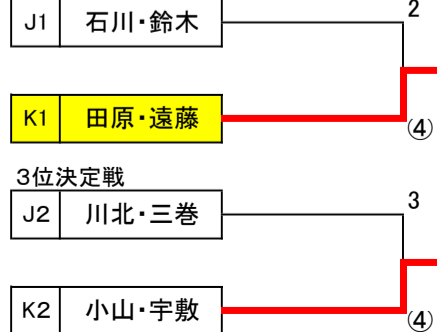 J1 石川・鈴木 2
K1 田原・遠藤 ④
3位決定戦
J2 川北・三巻 3
K2 小山・宇敷 ④